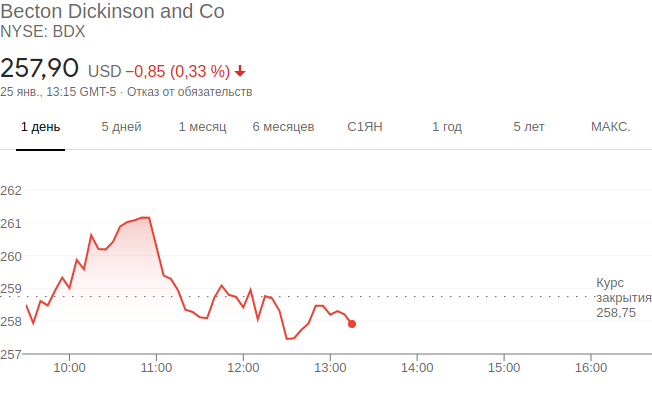 Becton Dickinson and Co
NYSE: BDX
257,90 USD −0,85 (0,33 %)
25 янв., 13:15 GMT-5 · Отказ от обязательств
1 день 5 дней 1 месяц 6 месяцев С1ЯН 1 год 5 лет МАКС.
262
261
260
259
258
257
Курс
закрытия
258,75
10:00 11:00 12:00 13:00 14:00 15:00 16:00